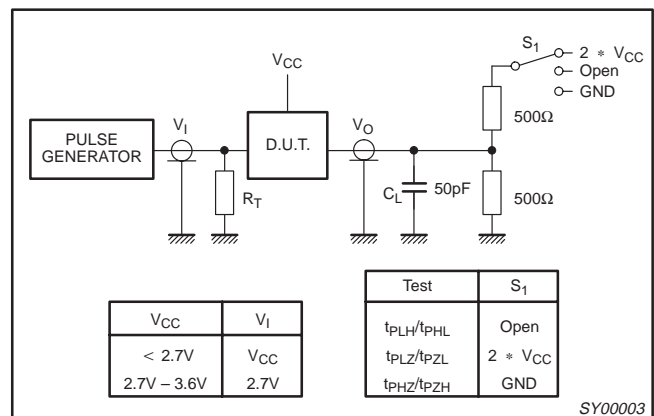 S1
2 * VCC
Open
GND
VCC
500Ω
PULSE
GENERATOR
VI
D.U.T.
VO
RT
CL
50pF
500Ω
VCC VI
< 2.7V VCC
2.7V – 3.6V 2.7V
Test S1
tPLH/tPHL Open
tPLZ/tPZL 2 * VCC
tPHZ/tPZH GND
SY00003